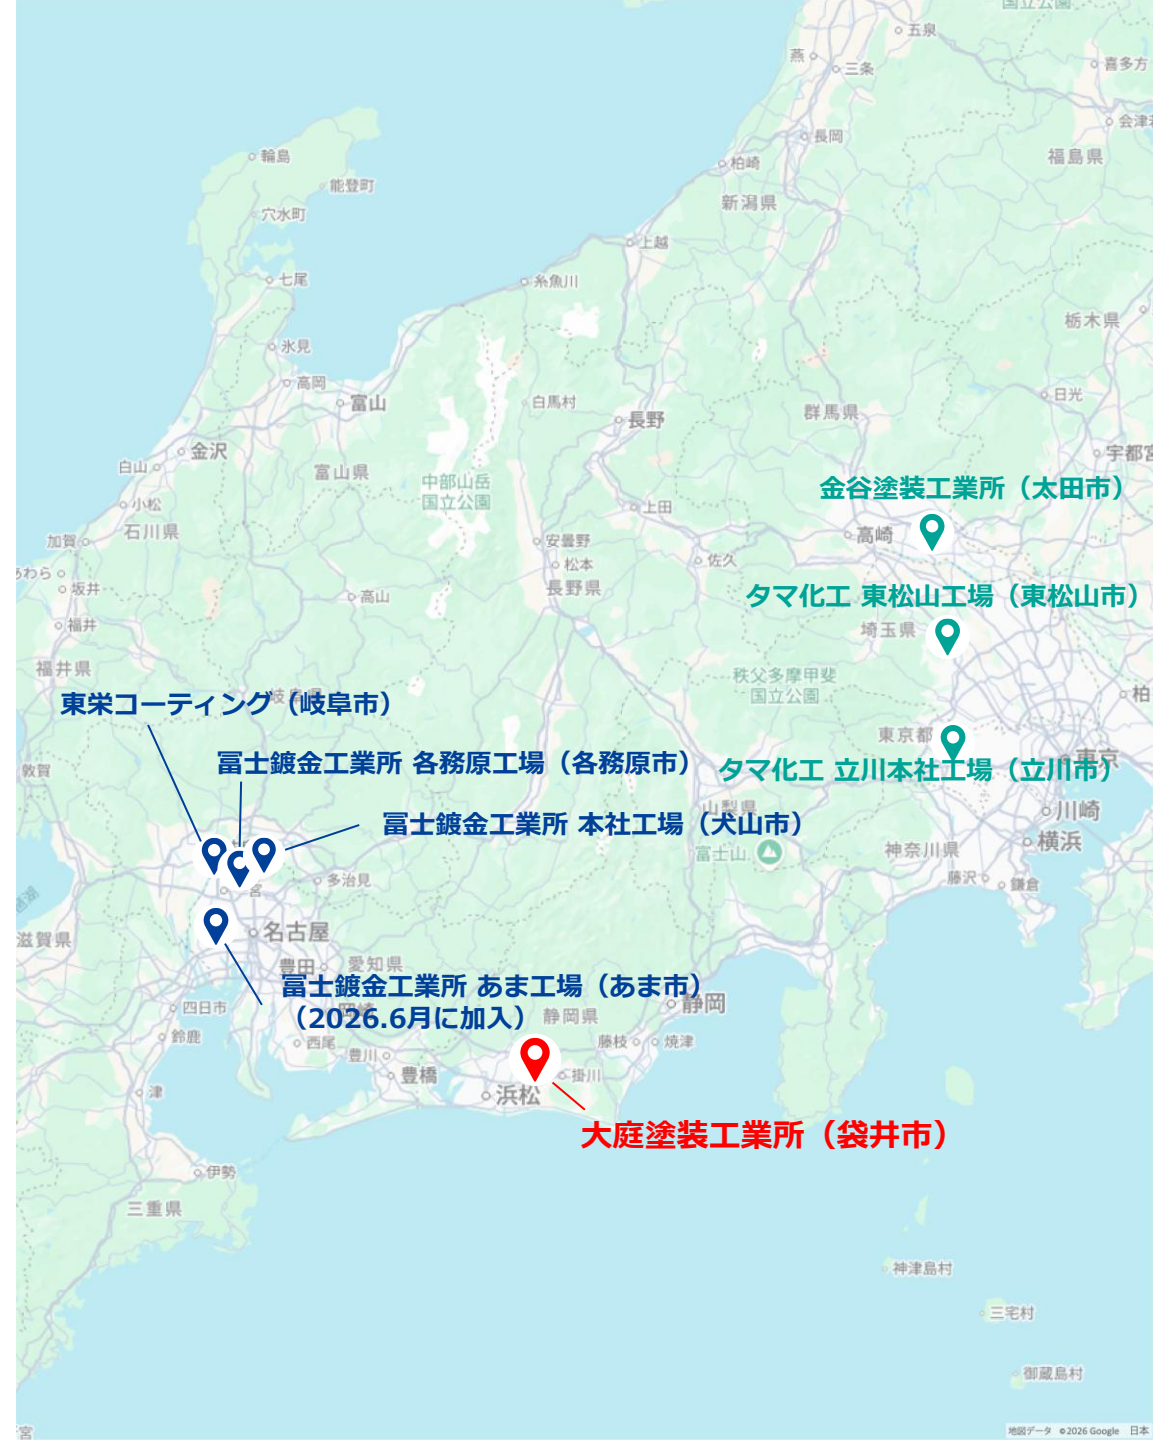 国立公園
五泉
燕
三条
喜多方
会津若
長岡
福島県
輪島
柏崎
能登町
新潟県
穴水町
上越
七尾
糸魚川
栃木県
氷見
高岡
日光
富山
白馬村
長野
群馬県
金沢
宇都宮
白山
富山県
中部山岳
国立公園
金谷塗装工業所（太田市）
小松
上田
石川県
高崎
加賀
安曇野
佐久
松本
あわら
坂井
長野県
高山
タマ化工 東松山工場（東松山市）
福井
埼玉県
福井県
秩父多摩甲斐
国立公園
柏
東栄コーティング（岐阜市）
東京都
東京
敦賀
冨士鍍金工業所 各務原工場（各務原市）
タマ化工 立川本社工場（立川市）
山梨県
川崎
冨士鍍金工業所 本社工場（犬山市）
横浜
富士山
神奈川県
多治見
藤沢
鎌倉
名古屋
滋賀県
豊田
愛知県
冨士鍍金工業所 あま工場（あま市）
（2026.6月に加入）
四日市
静岡
静岡県
鈴鹿
西尾
豊川
藤枝
焼津
豊橋
掛川
津
浜松
大庭塗装工業所（袋井市）
伊勢
三重県
神津島村
三宅村
御蔵島村
宮
地図データ ©2026 Google 日本